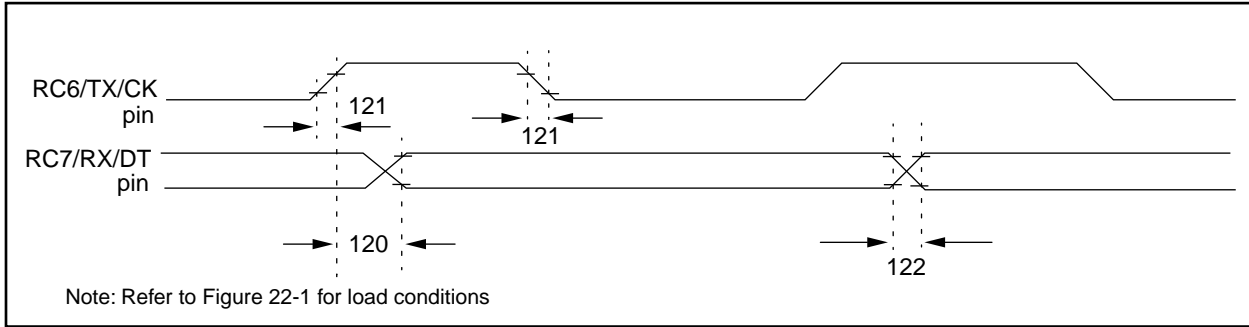 RC6/TX/CK
pin
121
121
RC7/RX/DT
pin
120
122
Note: Refer to Figure 22-1 for load conditions